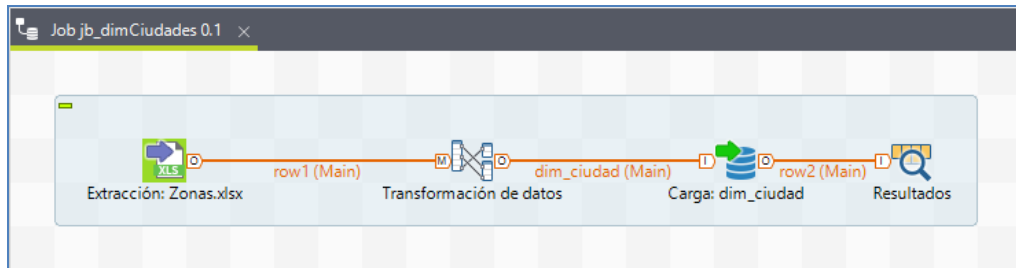 Job jb_dimCiudades 0.1
XLS
O
row1 (Main)
M
O
dim_ciudad (Main)
I
O
row2 (Main)
I
Extracción: Zonas.xlsx
Transformación de datos
Carga: dim_ciudad
Resultados